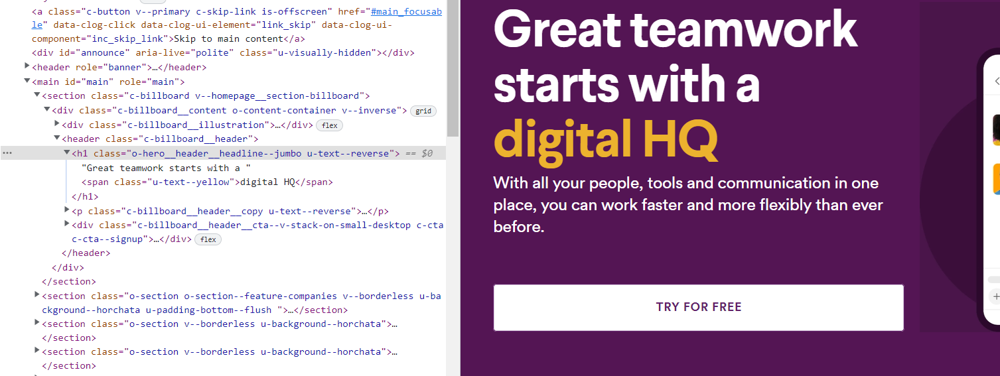 <a class="c-button v--primary c-skip-link is-offscreen" href="#main_focusab
le" data-clog-click data-clog-ui-element="link_skip" data-clog-ui-
component="inc_skip_link">Skip to main content</a>
<div id="announce" aria-live="polite" class="u-visually-hidden"></div>
<header role="banner">…</header>
<main id="main" role="main">
<section class="c-billboard v--homepage__section-billboard">
<div class="c-billboard__content o-content-container v--inverse"> grid
<div class="c-billboard__illustration">…</div> flex
<header class="c-billboard__header">
<h1 class="o-hero__header__headline--jumbo u-text--reverse"> == $0
"Great teamwork starts with a "
<span class="u-text--yellow">digital HQ</span>
</h1>
<p class="c-billboard__header__copy u-text--reverse">…</p>
<div class="c-billboard__header__cta--v-stack-on-small-desktop c-cta
c-cta--signup">…</div> flex
</header>
</div>
</section>
<section class="o-section o-section--feature-companies v--borderless u-ba
ckground--horchata u-padding-bottom--flush ">…</section>
<section class="o-section v--borderless u-background--horchata">…
</section>
<section class="o-section v--borderless u-background--horchata">…
</section>
Great teamwork
starts with a
digital HQ
With all your people, tools and communication in one
place, you can work faster and more flexibly than ever
before.
TRY FOR FREE